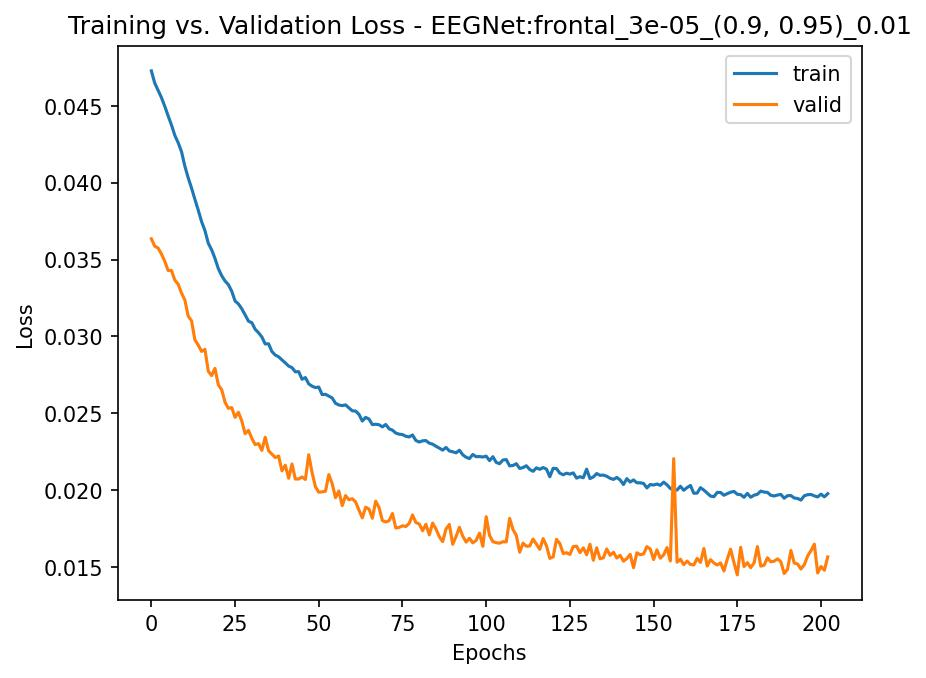 Training vs. Validation Loss - EEGNet:frontal_3e-05_(0.9, 0.95)_0.01
train
valid
0.045
0.040
0.035
0.030
0.025
0.020
0.015
Loss
0 25 50 75 100 125 150 175 200
Epochs